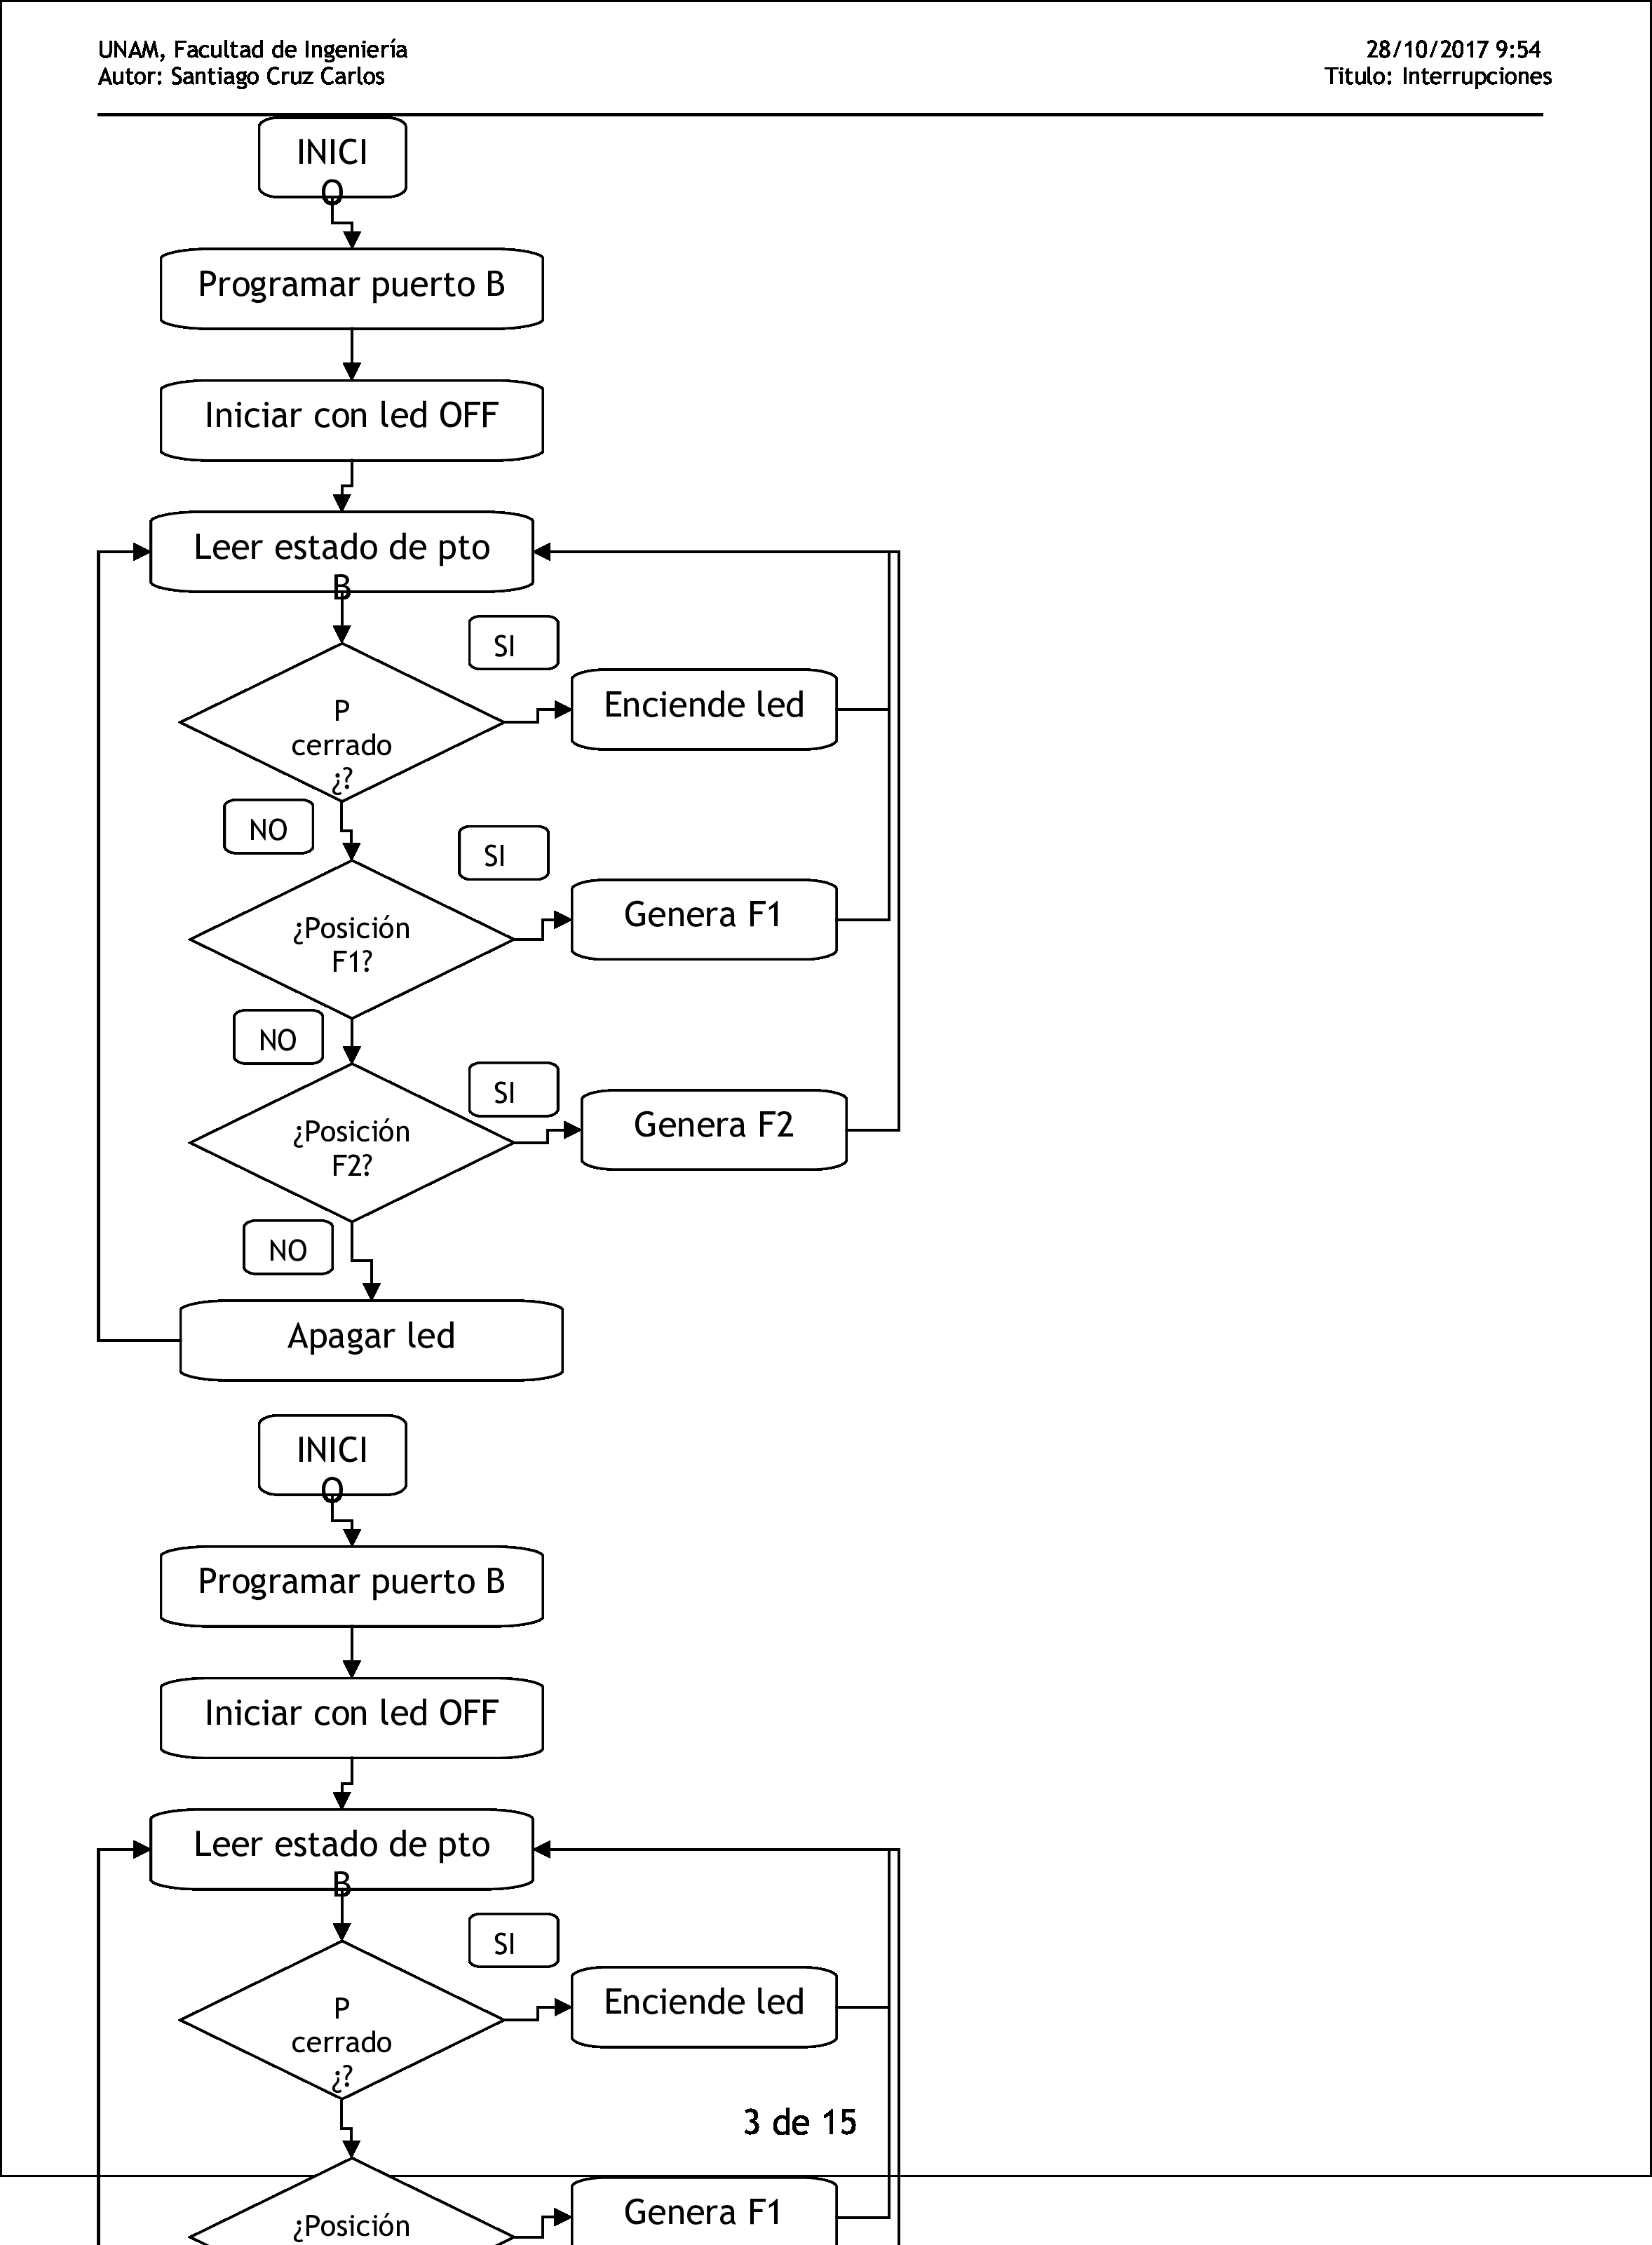 UNAM, Facultad de Ingeniería
28/10/2017 9:54
Autor: Santiago Cruz Carlos
Titulo: Interrupciones
INICI
O
Programar puerto B
Iniciar con led OFF
Leer estado de pto
B
SI
Enciende led
P
cerrado
¿?
NO
SI
Genera F1
¿Posición
F1?
NO
SI
Genera F2
¿Posición
F2?
NO
Apagar led
INICI
O
Programar puerto B
Iniciar con led OFF
Leer estado de pto
B
SI
Enciende led
P
cerrado
¿?
3 de 15
Genera F1
¿Posición